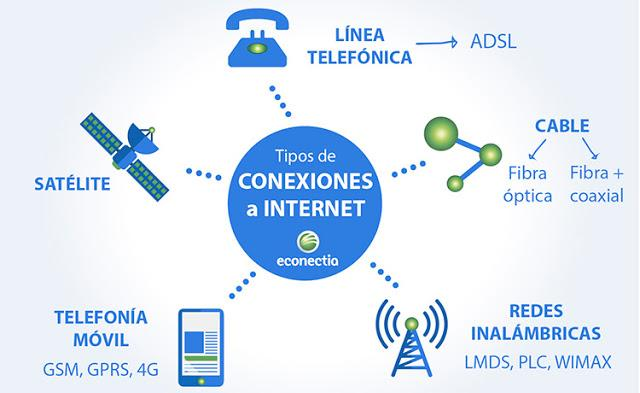 LÍNEA
TELEFÓNICA
ADSL
CABLE
Fibra
óptica
Fibra +
coaxial
SATÉLITE
Tipos de
CONEXIONES
a INTERNET
econectia
TELEFONÍA
MÓVIL
GSM, GPRS, 4G
REDES
INALÁMBRICAS
LMDS, PLC, WIMAX